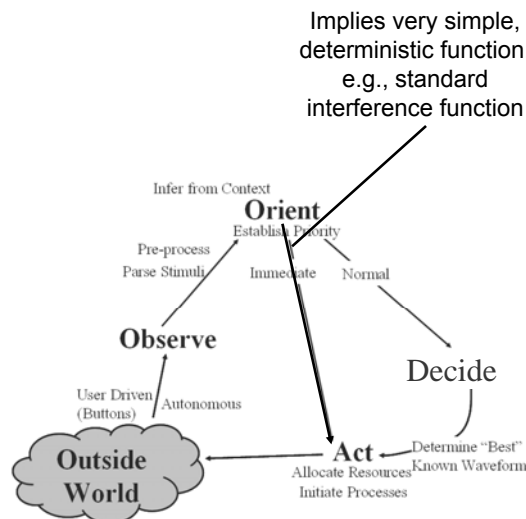 Implies very simple,
deterministic function
e.g., standard
interference function
Infer from Context
Orient
Establish Priority
Pre-process
Parse Stimuli
Immediate
Normal
Observe
Decide
User Driven
(Buttons)
Autonomous
Outside
World
Act
Allocate Resources
Initiate Processes
Determine “Best”
Known Waveform